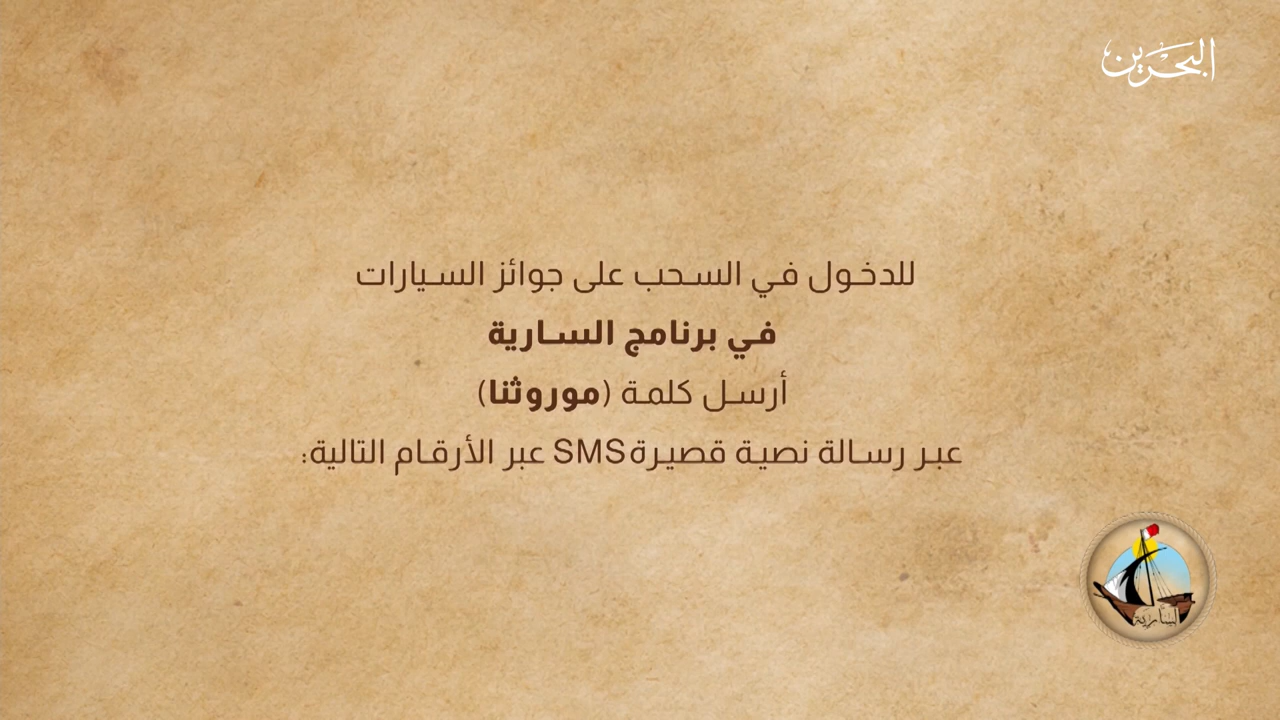 البحرين
للدخول في السحب على جوائز السيارات
في برنامج السارية
أرسل كلمة (موروثنا)
عبر رسالة نصية قصيرة SMS عبر الأرقام التالية:
السارية